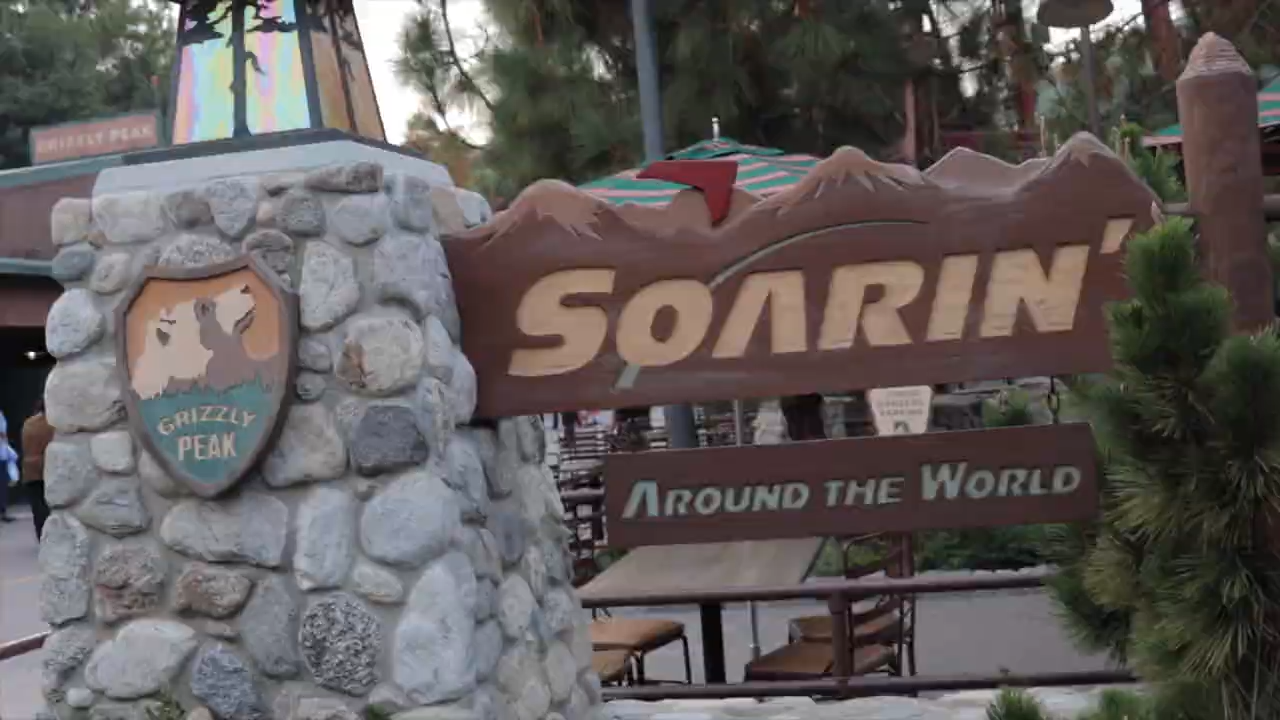 GRIZZLY PEAK
SOARIN'
GRIZZLY
PEAK
AROUND THE WORLD